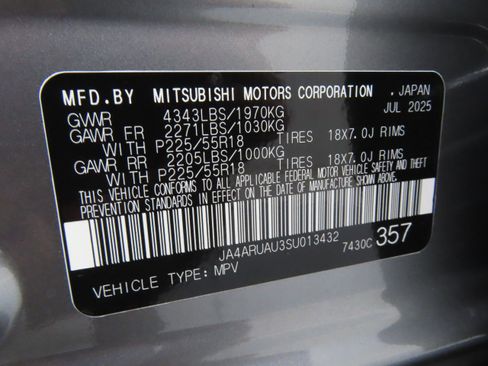 MFD.BY MITSUBISHI MOTORS CORPORATION . JAPAN
GVWR 4343LBS/1970KG JUL 2025
GAWR FR 2271LBS/1030KG
WITH P225/55R18 TIRES 18X7.0J RIMS
GAWR RR 2205LBS/1000KG
WITH P225/55R18 TIRES 18X7.0J RIMS
THIS VEHICLE CONFORMS TO ALL APPLICABLE FEDERAL MOTOR VEHICLE SAFETY AND THEFT
PREVENTION STANDARDS IN EFFECT ON THE DATE OF MANUFACTURE SHOWN ABOVE.
JA4ARUAU3SU013432
7430C 357
VEHICLE TYPE: MPV